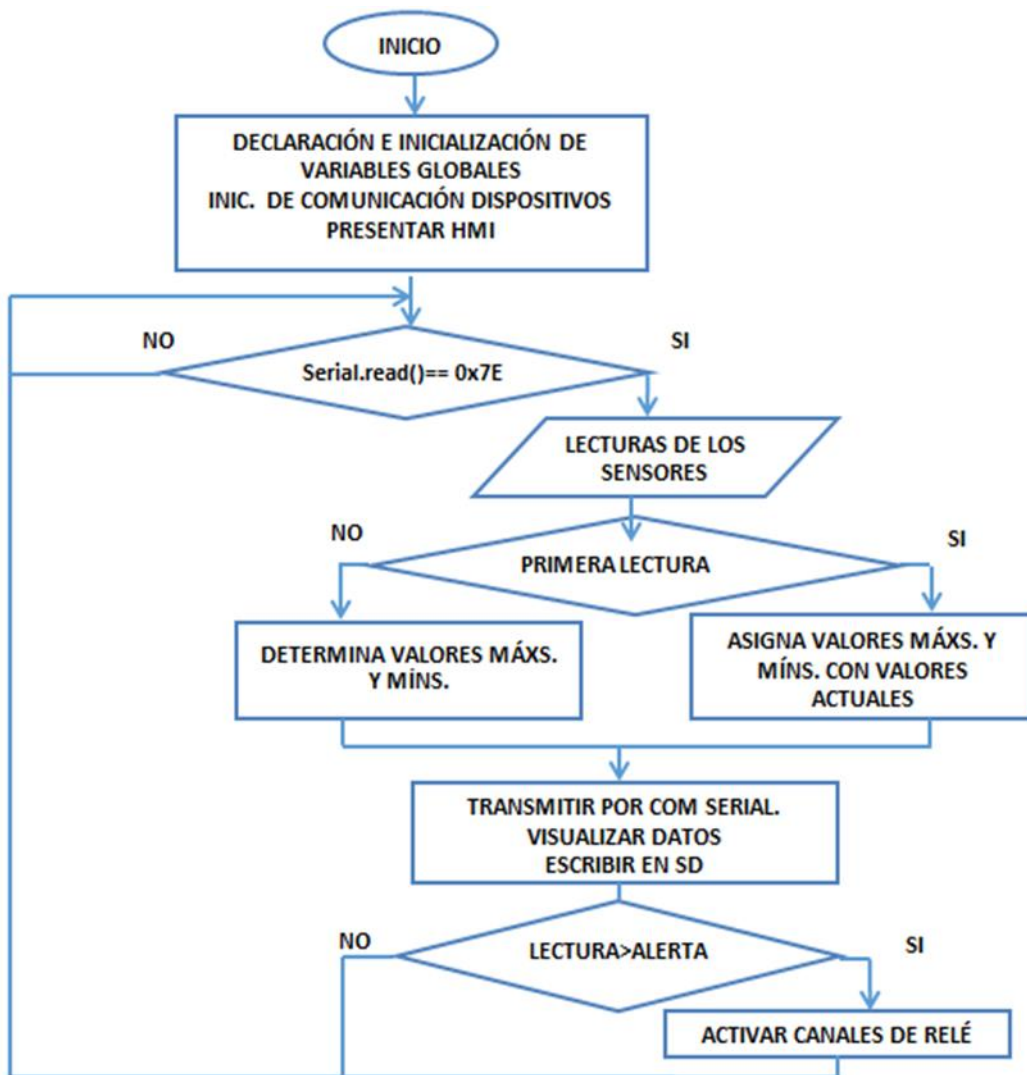 INICIO
DECLARACIÓN E INICIALIZACIÓN DE
VARIABLES GLOBALES
INIC. DE COMUNICACIÓN DISPOSITIVOS
PRESENTAR HMI
NO
SI
Serial.read()== 0x7E
LECTURAS DE LOS
SENSORES
NO
SI
PRIMERA LECTURA
DETERMINA VALORES MÁXS.
Y MÍNS.
ASIGNA VALORES MÁXS. Y
MÍNS. CON VALORES
ACTUALES
TRANSMITIR POR COM SERIAL.
VISUALIZAR DATOS
ESCRIBIR EN SD
NO
SI
LECTURA>ALERTA
ACTIVAR CANALES DE RELÉ